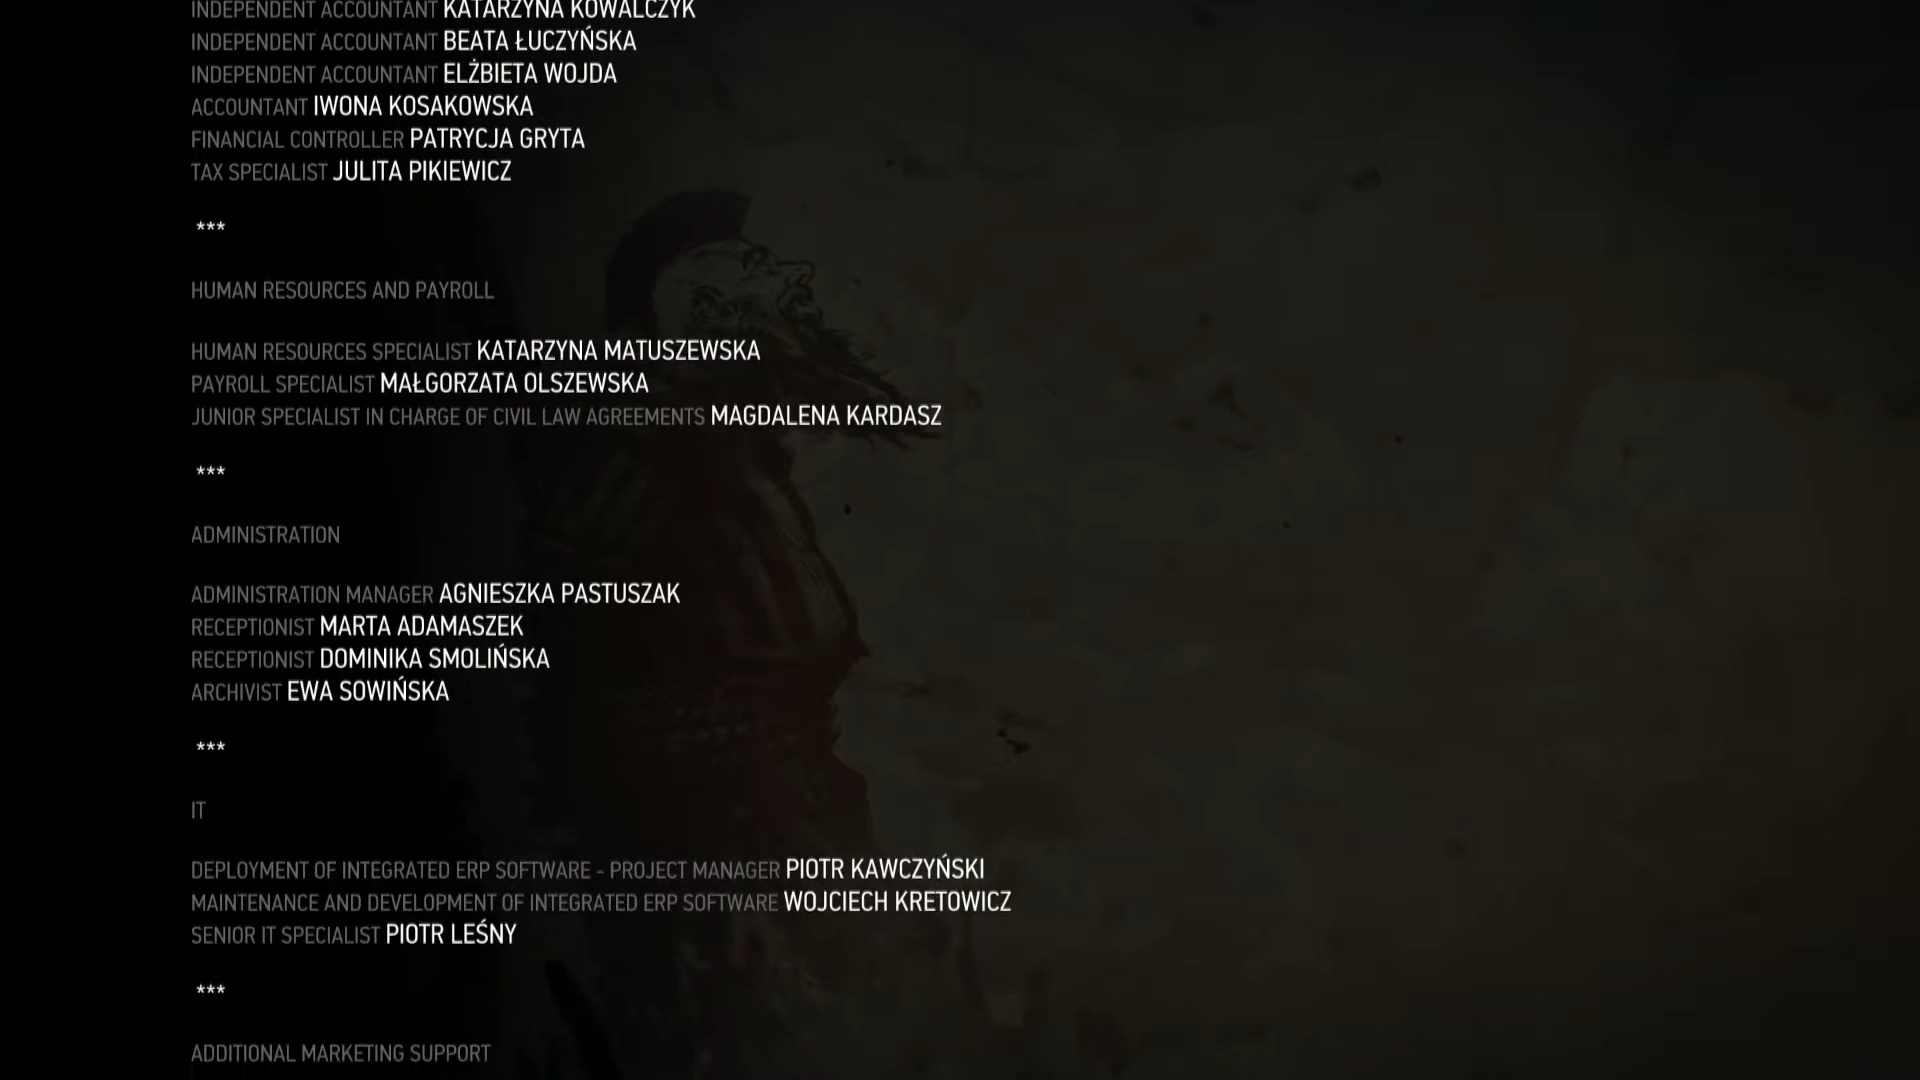 INDEPENDENT ACCOUNTANT KATARZYNA KOWALCZYK
INDEPENDENT ACCOUNTANT BEATA ŁUCZYŃSKA
INDEPENDENT ACCOUNTANT ELŻBIETA WOJDA
ACCOUNTANT IWONA KOSAKOWSKA
FINANCIAL CONTROLLER PATRYCJA GRYTA
TAX SPECIALIST JULITA PIKIEWICZ
***
HUMAN RESOURCES AND PAYROLL
HUMAN RESOURCES SPECIALIST KATARZYNA MATUSZEWSKA
PAYROLL SPECIALIST MAŁGORZATA OLSZEWSKA
JUNIOR SPECIALIST IN CHARGE OF CIVIL LAW AGREEMENTS MAGDALENA KARDASZ
***
ADMINISTRATION
ADMINISTRATION MANAGER AGNIESZKA PASTUSZAK
RECEPTIONIST MARTA ADAMASZEK
RECEPTIONIST DOMINIKA SMOLIŃSKA
ARCHIVIST EWA SOWIŃSKA
***
IT
DEPLOYMENT OF INTEGRATED ERP SOFTWARE - PROJECT MANAGER PIOTR KAWCZYŃSKI
MAINTENANCE AND DEVELOPMENT OF INTEGRATED ERP SOFTWARE WOJCIECH KRETOWICZ
SENIOR IT SPECIALIST PIOTR LEŚNY
***
ADDITIONAL MARKETING SUPPORT